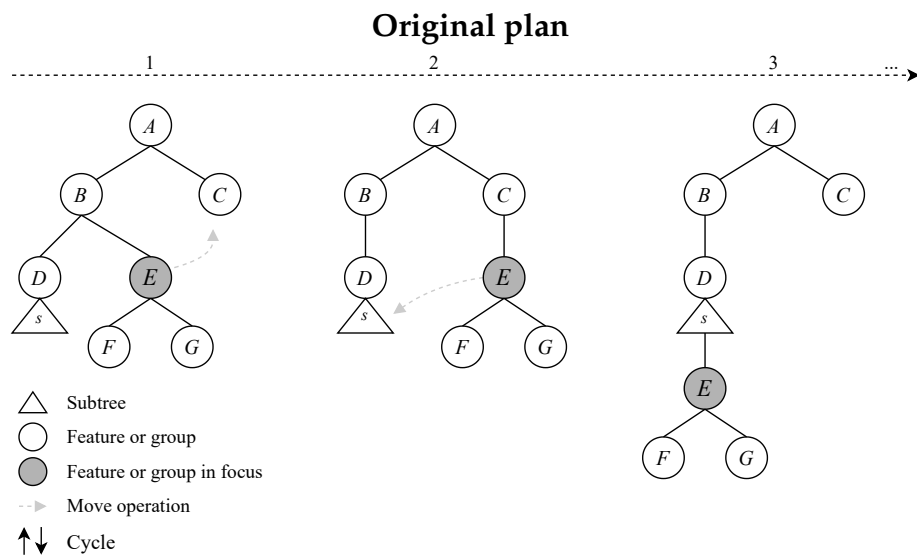 Original plan
1 2 3 ...
A A A
B C B C B C
D E D E D
s s s
F G F G E
F G
Subtree
Feature or group
Feature or group in focus
Move operation
Cycle